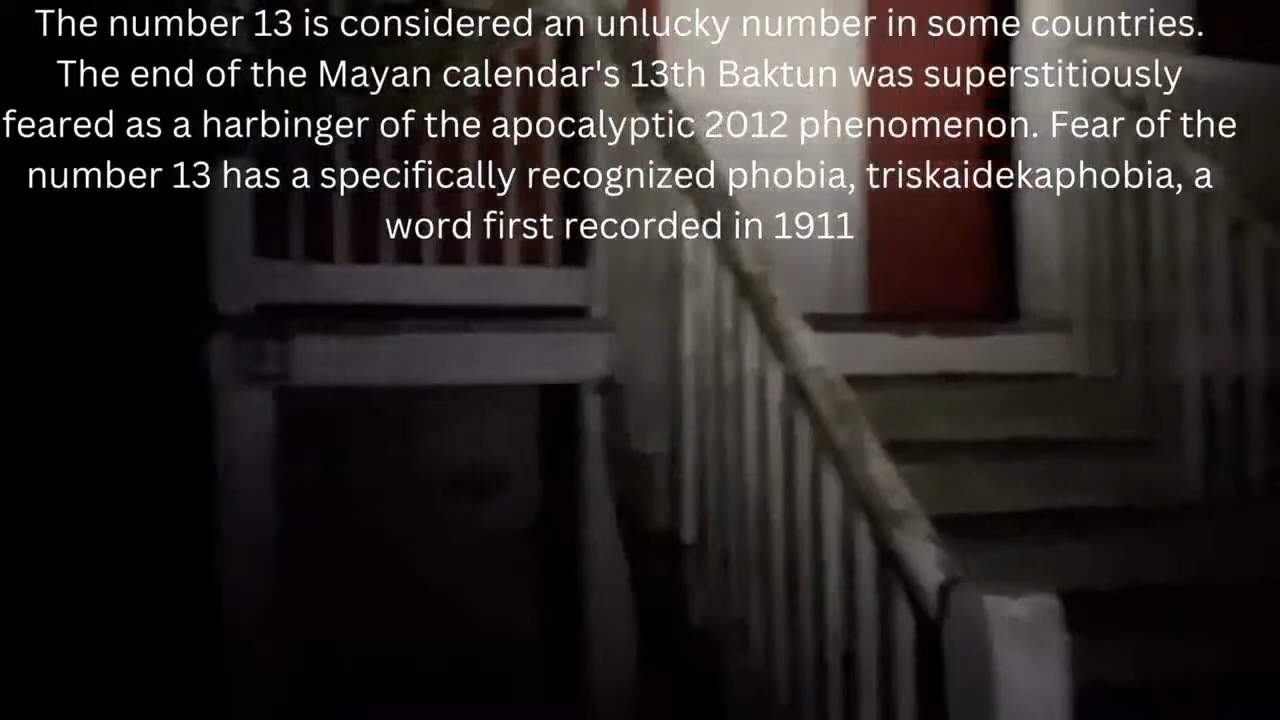 The number 13 is considered an unlucky number in some countries.
The end of the Mayan calendar's 13th Baktun was superstitiously
feared as a harbinger of the apocalyptic 2012 phenomenon. Fear of the
number 13 has a specifically recognized phobia, triskaidekaphobia, a
word first recorded in 1911